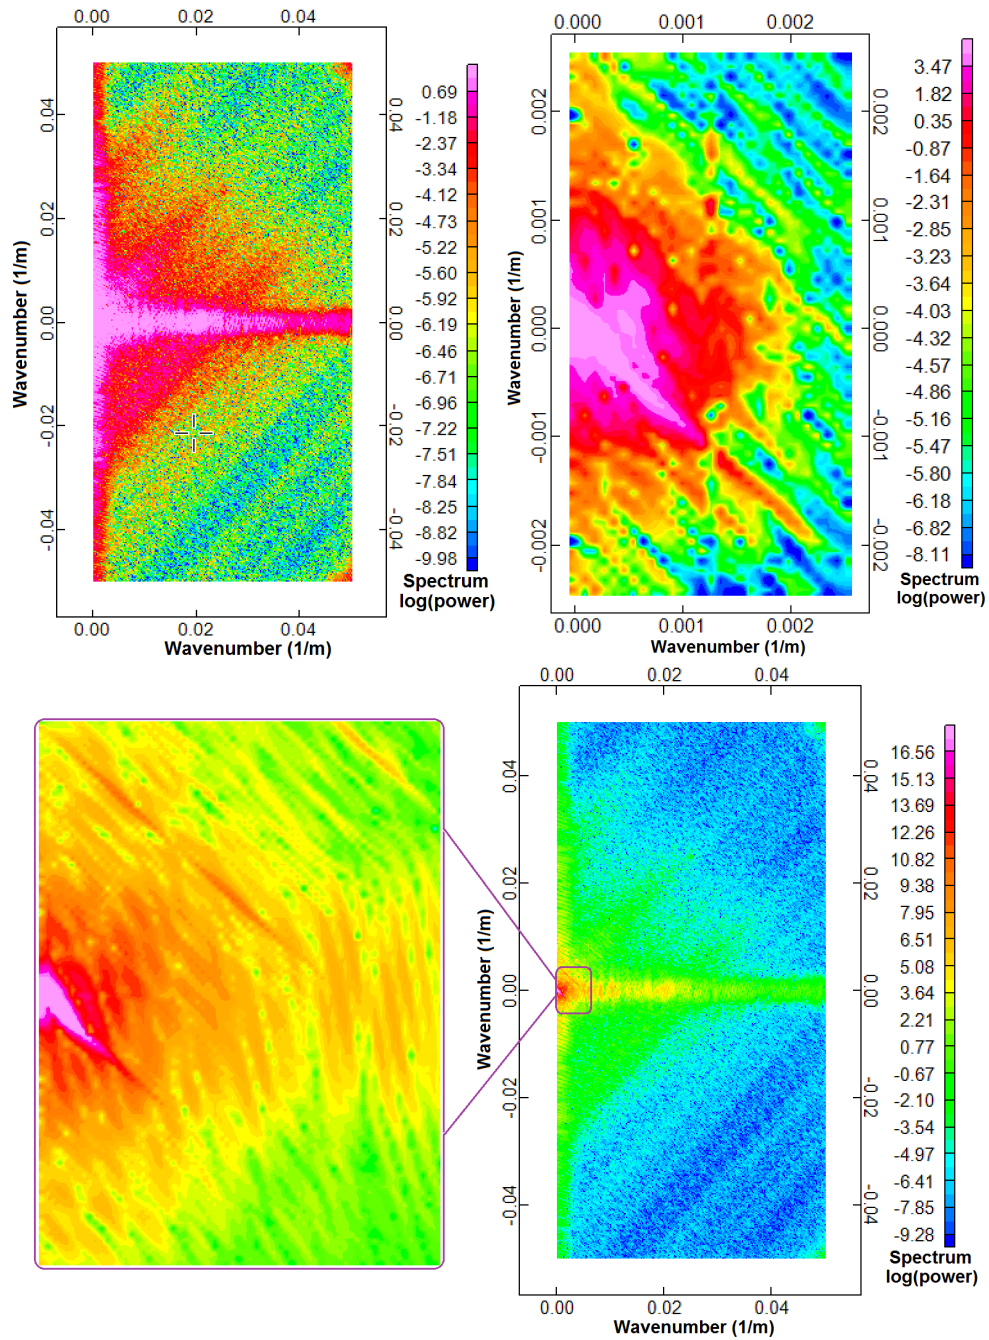 0.00 0.02 0.04
0.04 0.02 0.00 -0.02 -0.04
Wavenumber (1/m)
0.04 0.02 0.00 -0.02 -0.04
0.00 0.02 0.04
Wavenumber (1/m)
0.69
-1.18
-2.37
-3.34
-4.12
-4.73
-5.22
-5.60
-5.92
-6.19
-6.46
-6.71
-6.96
-7.22
-7.51
-7.84
-8.25
-8.82
-9.98
Spectrum
log(power)
0.000 0.001 0.002
0.002 0.001 0.000 -0.001 -0.002
Wavenumber (1/m)
0.002 0.001 0.000 -0.001 -0.002
0.000 0.001 0.002
Wavenumber (1/m)
3.47
1.82
0.35
-0.87
-1.64
-2.31
-2.85
-3.23
-3.64
-4.03
-4.32
-4.57
-4.86
-5.16
-5.47
-5.80
-6.18
-6.82
-8.11
Spectrum
log(power)
0.00 0.02 0.04
0.04 0.02 0.00 -0.02 -0.04
Wavenumber (1/m)
0.04 0.02 0.00 -0.02 -0.04
0.00 0.02 0.04
Wavenumber (1/m)
16.56
15.13
13.69
12.26
10.82
9.38
7.95
6.51
5.08
3.64
2.21
0.77
-0.67
-2.10
-3.54
-4.97
-6.41
-7.85
-9.28
Spectrum
log(power)